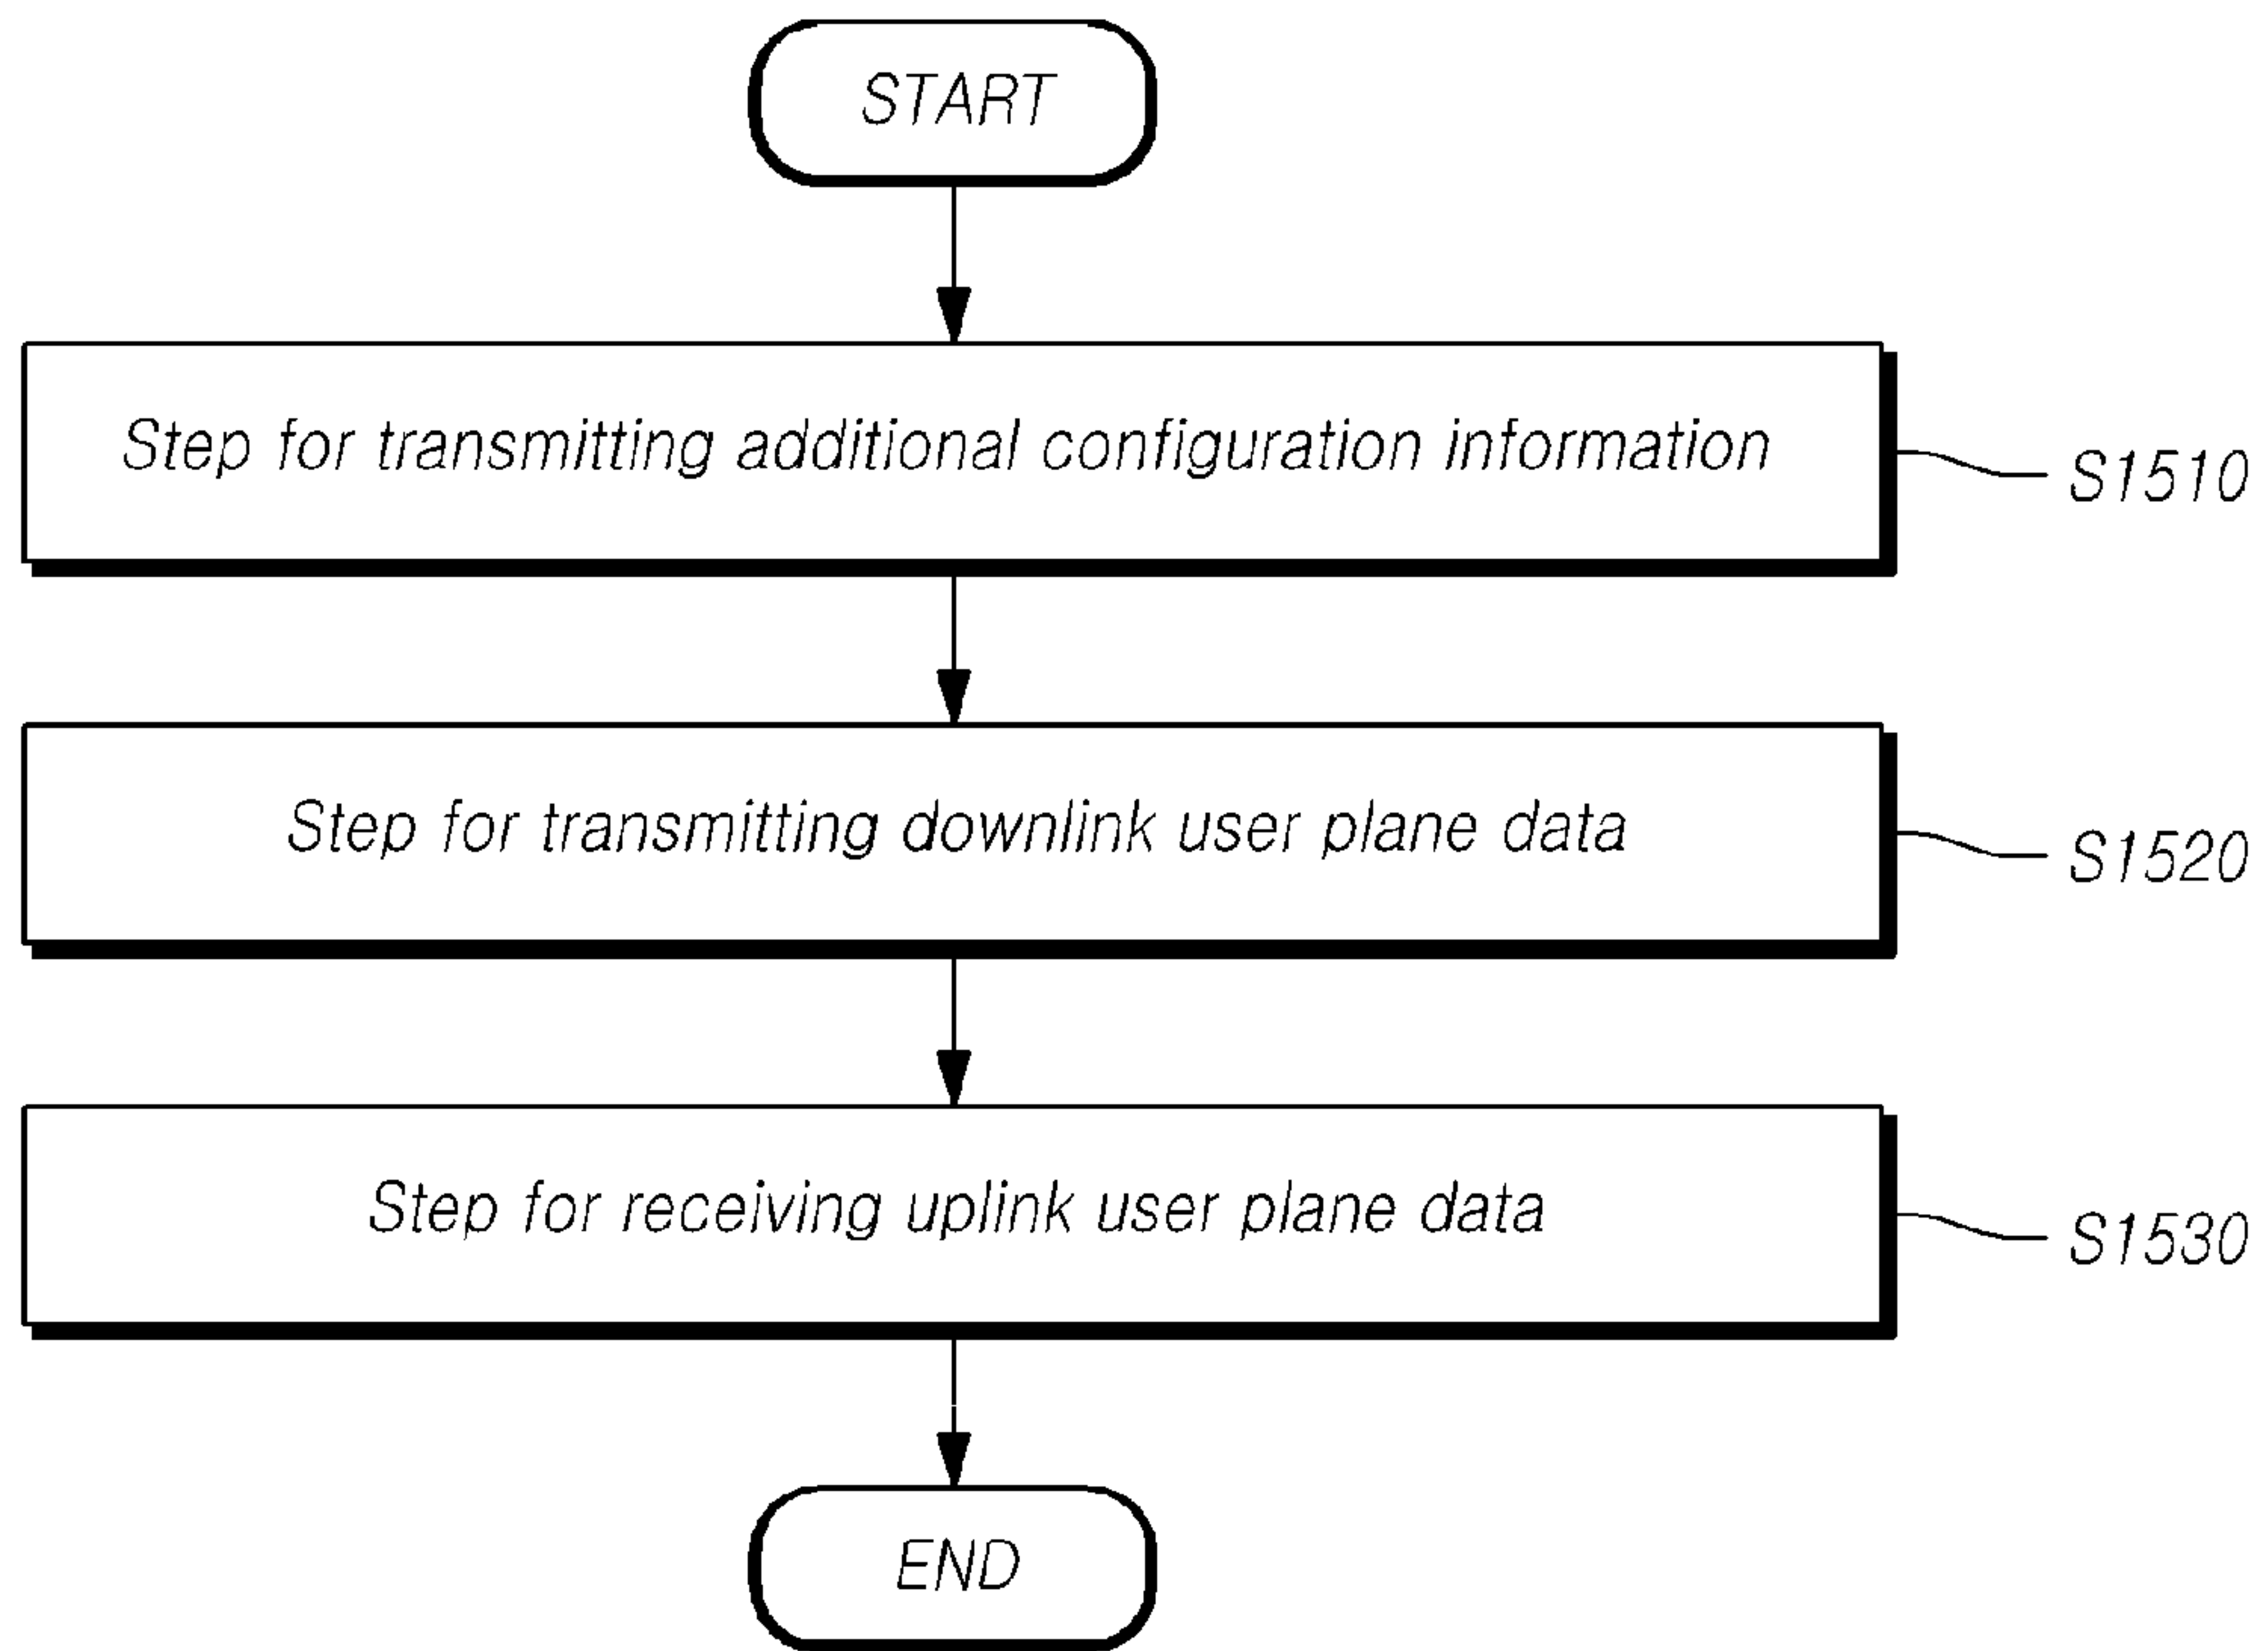 START
Step for transmitting additional configuration information
S1510
Step for transmitting downlink user plane data
S1520
Step for receiving uplink user plane data
S1530
END